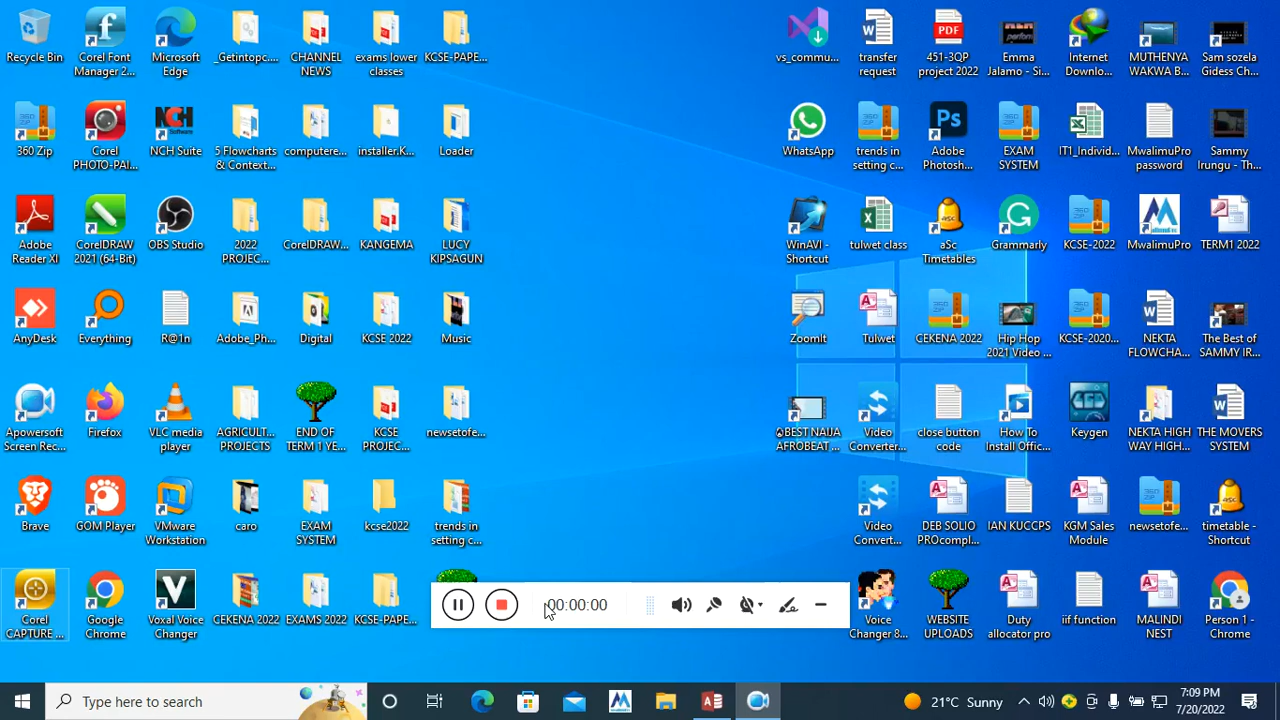 Recycle Bin
Corel Font
Manager 2...
Microsoft
Edge
_Getintopc....
CHANNEL
NEWS
exams lower
classes
KCSE-PAPE...
vs_commu...
transfer
request
PDF
451-3QP
project 2022
Emma
Jalamo - Si...
Internet
Downlo...
MUTHENYA
WAKWA B...
Sam sozela
Gidess Ch...
360 Zip
Corel
PHOTO-PAI...
NCH
Software
NCH Suite
5 Flowcharts
& Context...
computere...
installer.K...
Loader
WhatsApp
trends in
setting c...
Ps
Adobe
Photosh...
EXAM
SYSTEM
IT1_Individ...
MwalimuPro
password
Sammy
Irungu - Th...
Adobe
Reader XI
CorelDRAW
2021 (64-Bit)
OBS Studio
2022
PROJEC...
CorelDRAW...
KANGEMA
LUCY
KIPSAGUN
WinAVI -
Shortcut
tulwet class
aSc
Timetables
Grammarly
KCSE-2022
MwalimuPro
TERM1 2022
AnyDesk
Everything
R@1n
Adobe_Ph...
Digital
KCSE 2022
Music
ZoomIt
Tulwet
CEKENA 2022
Hip Hop
2021 Video ...
KCSE-2020...
NEKTA
FLOWCHA...
The Best of
SAMMY IR...
Apowersoft
Screen Rec...
Firefox
VLC media
player
AGRICULT...
PROJECTS
END OF
TERM 1 YE...
KCSE
PROJEC...
newsetofe...
BEST NAIJA
AFROBEAT ...
Video
Converter...
close button
code
How To
Install Offic...
Keygen
NEKTA HIGH
WAY HIGH...
THE MOVERS
SYSTEM
Brave
GOM Player
VMware
Workstation
caro
EXAM
SYSTEM
kcse2022
trends in
setting c...
Video
Convert...
DEB SOLIO
PROcompl...
IAN KUCCPS
KGM Sales
Module
newsetofe...
timetable -
Shortcut
Corel
CAPTURE ...
Google
Chrome
Voxal Voice
Changer
CEKENA 2022
EXAMS 2022
KCSE-PAPE...
00:00:00
Voice
Changer 8...
WEBSITE
UPLOADS
Duty
allocator pro
iif function
MALINDI
NEST
Person 1 -
Chrome
Type here to search
21°C Sunny
7:09 PM
7/20/2022